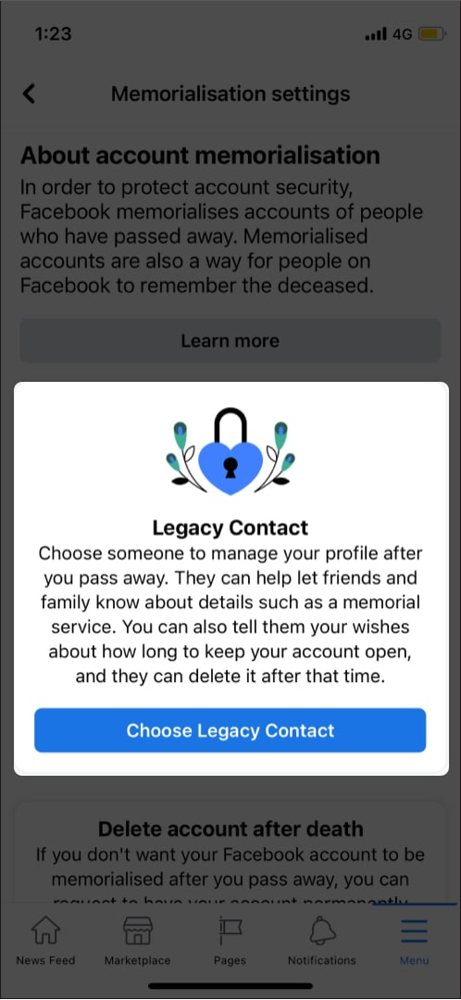 1:23
4G
Memorialisation settings
About account memorialisation
In order to protect account security,
Facebook memorialises accounts of people
who have passed away. Memorialised
accounts are also a way for people on
Facebook to remember the deceased.
Learn more
Legacy Contact
Choose someone to manage your profile after
you pass away. They can help let friends and
family know about details such as a memorial
service. You can also tell them your wishes
about how long to keep your account open,
and they can delete it after that time.
Choose Legacy Contact
Delete account after death
If you don't want your Facebook account to be
memorialised after you pass away, you can
request to have your account permanently
News Feed
Marketplace
Pages
Notifications
Menu